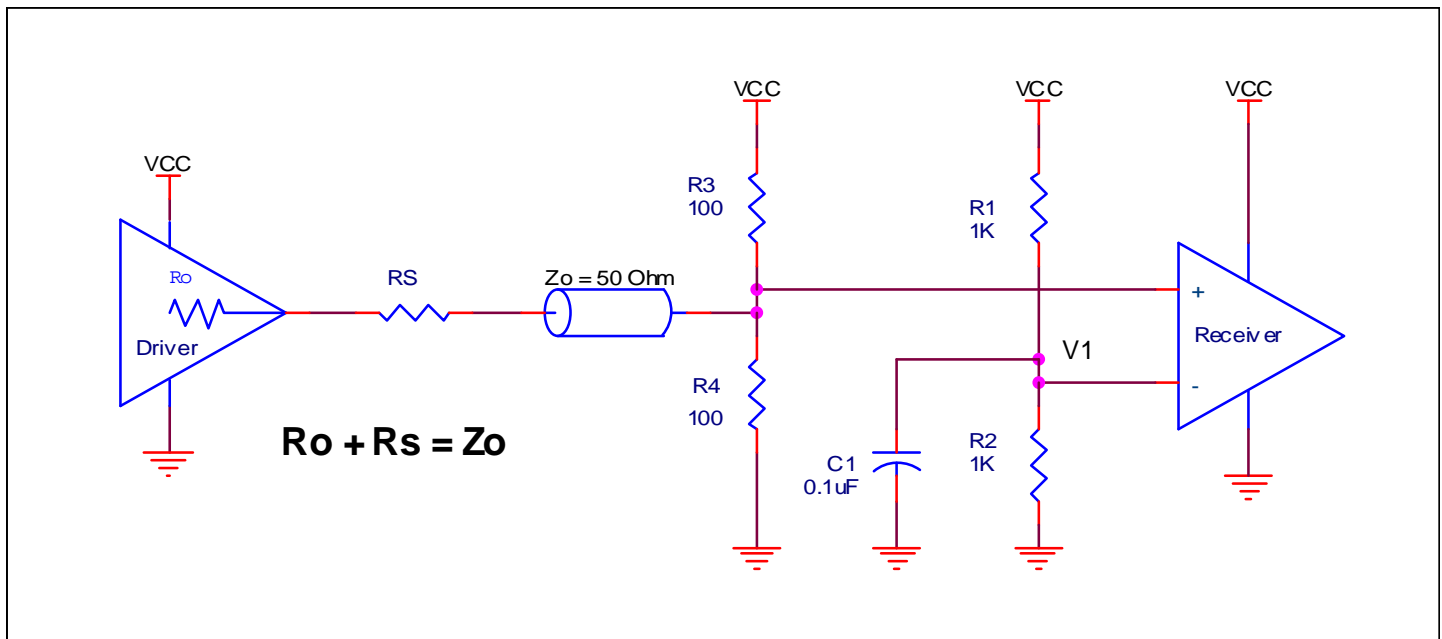 VCC
VCC
VCC
VCC
R3
100
R1
1K
Ro
RS
Zo = 50 Ohm
+
Driver
Receiver
V1
-
R4
100
Ro + Rs = Zo
R2
1K
C1
0.1uF